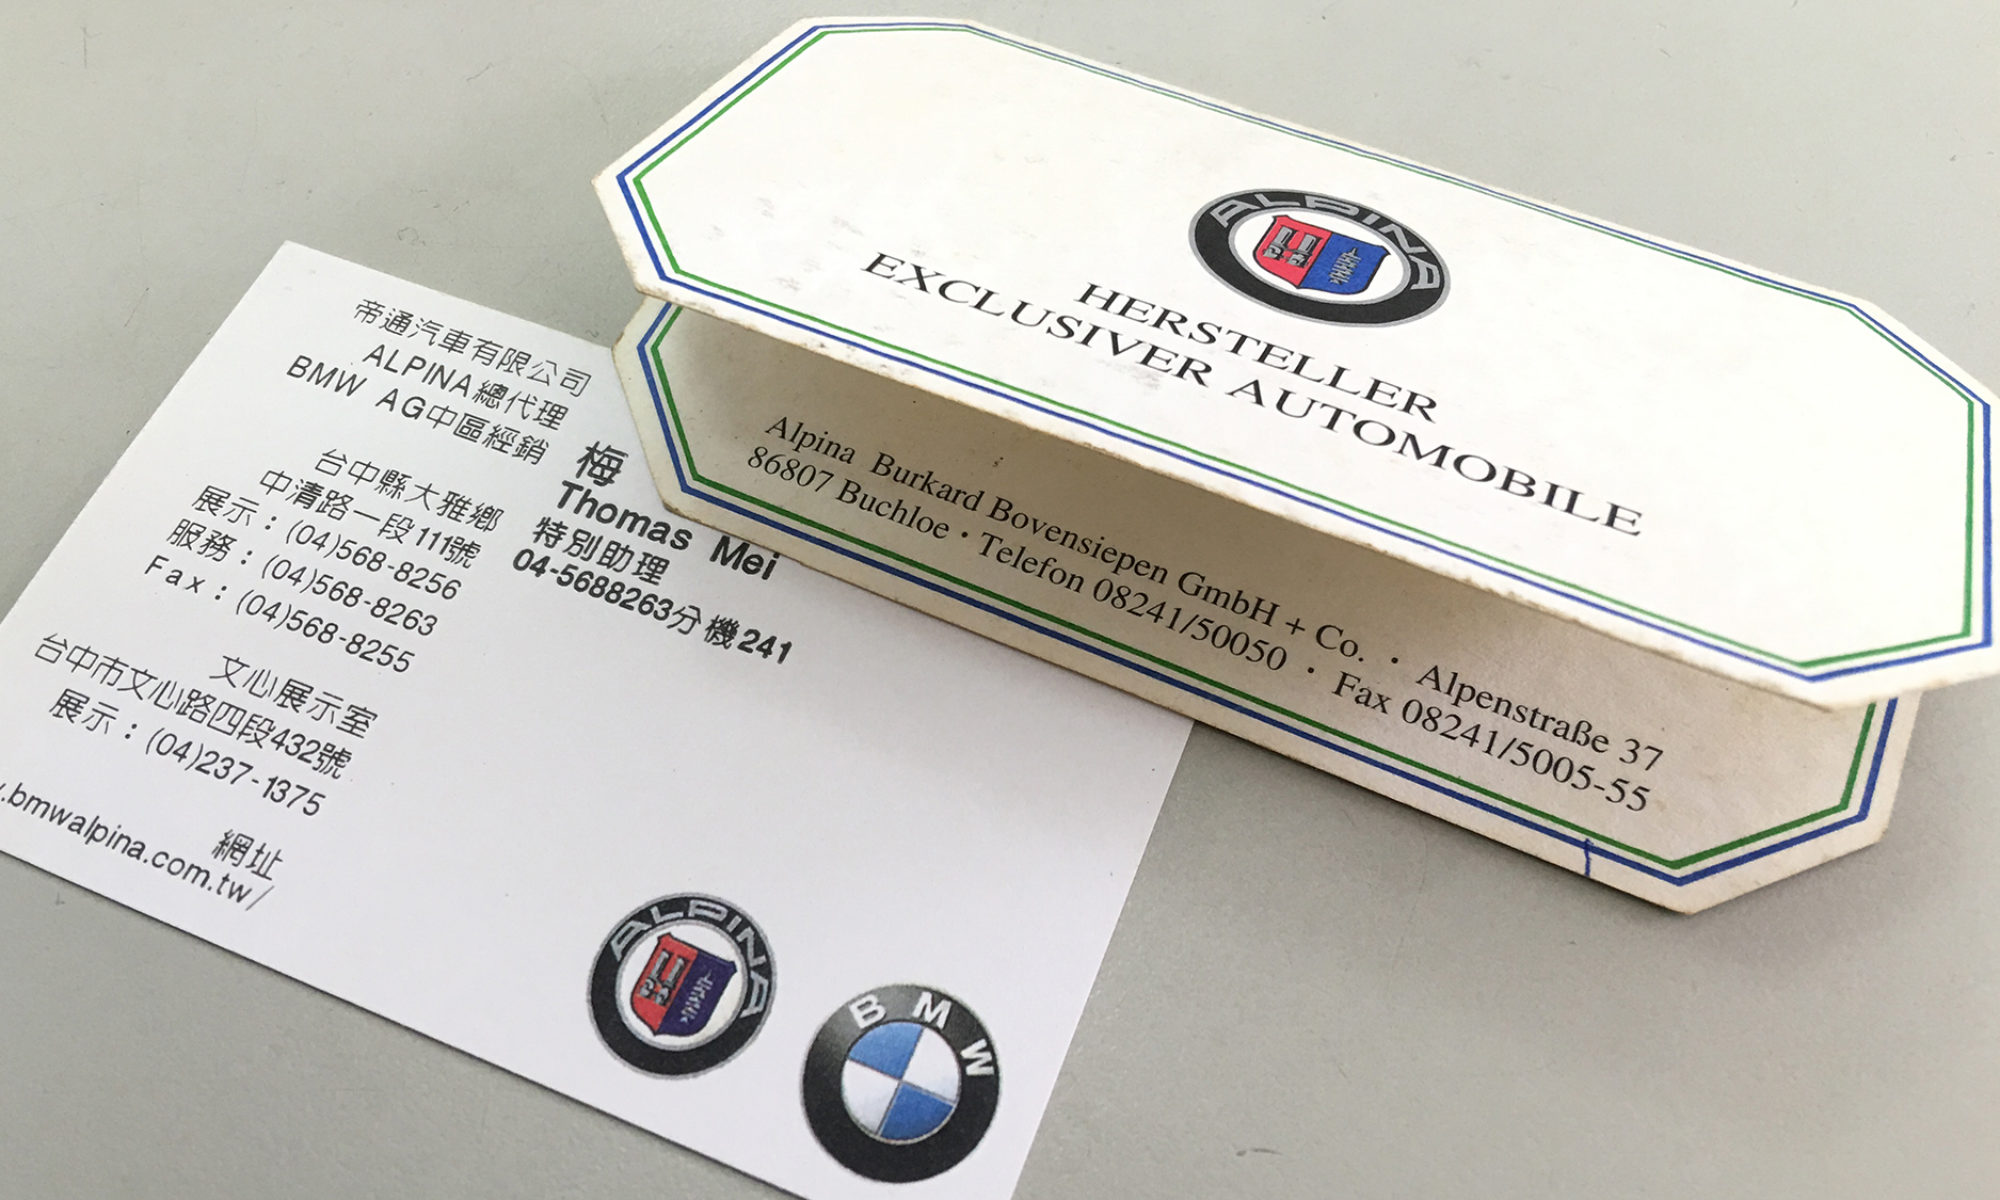 帝通汽車有限公司
ALPINA總代理
BMW AG中區經銷
台中縣大雅鄉
中清路一段111號
展示：(04)568-8256
服務：(04)568-8263
Fax：(04)568-8255
文心展示室
台中市文心路四段432號
展示：(04)237-1375
網址
.bmwalpina.com.tw/
梅
Thomas Mei
特別助理
04-5688263分機241
ALPINA
BMW
ALPINA
HERSTELLER
EXCLUSIVER AUTOMOBILE
Alpina Burkard Bovensiepen GmbH + Co. · Alpenstraße 37
86807 Buchloe · Telefon 08241/50050 · Fax 08241/5005-55